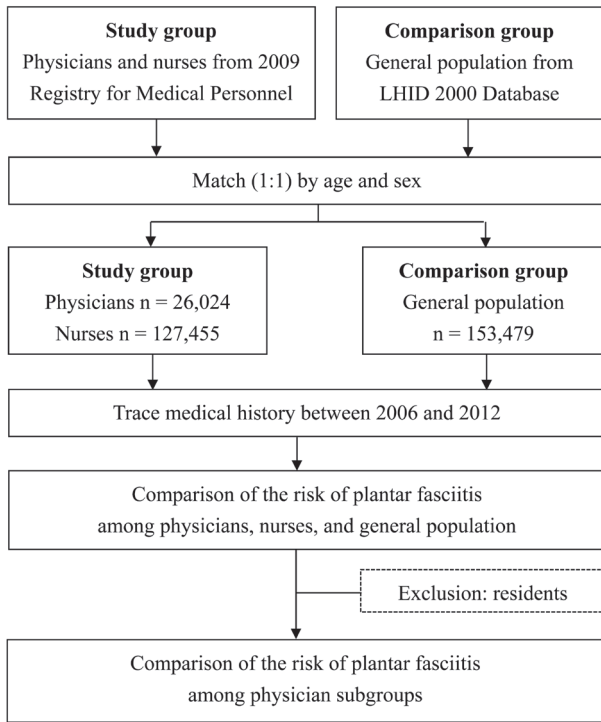 Study group
Physicians and nurses from 2009
Registry for Medical Personnel
Comparison group
General population from
LHID 2000 Database
Match (1:1) by age and sex
Study group
Physicians n = 26,024
Nurses n = 127,455
Comparison group
General population
n = 153,479
Trace medical history between 2006 and 2012
Comparison of the risk of plantar fasciitis
among physicians, nurses, and general population
Exclusion: residents
Comparison of the risk of plantar fasciitis
among physician subgroups